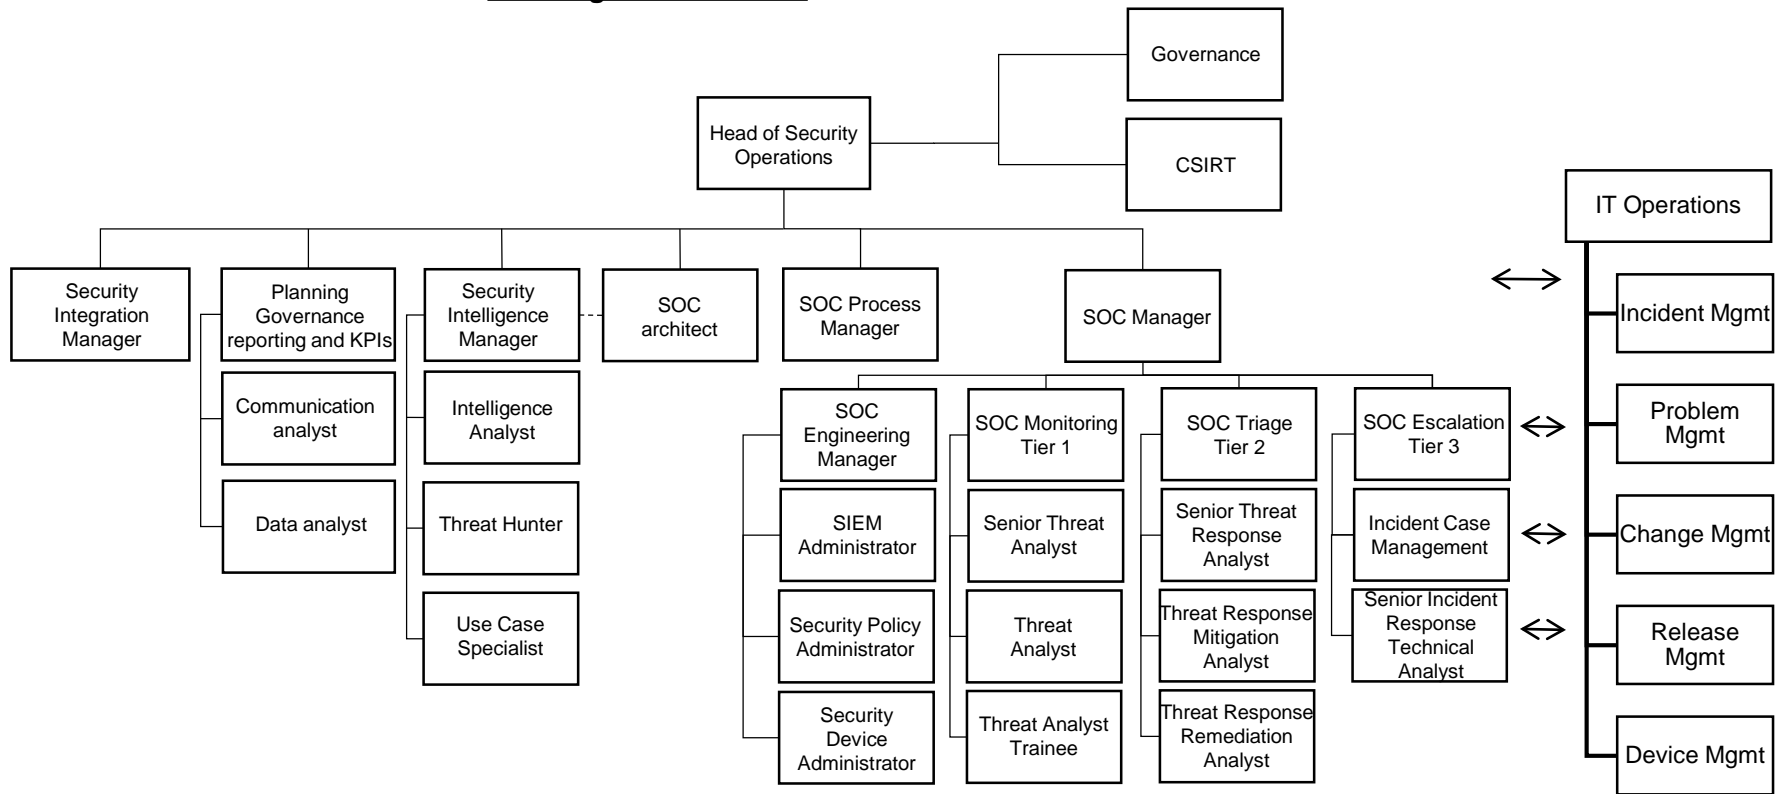 Governance
Head of Security
Operations
CSIRT
IT Operations
Security
Integration
Manager
Planning
Governance
reporting and KPIs
Security
Intelligence
Manager
SOC
architect
SOC Process
Manager
SOC Manager
Incident Mgmt
Communication
analyst
Intelligence
Analyst
SOC
Engineering
Manager
SOC Monitoring
Tier 1
SOC Triage
Tier 2
SOC Escalation
Tier 3
Problem
Mgmt
Data analyst
Threat Hunter
SIEM
Administrator
Senior Threat
Analyst
Senior Threat
Response
Analyst
Incident Case
Management
Change Mgmt
Use Case
Specialist
Security Policy
Administrator
Threat
Analyst
Threat Response
Mitigation
Analyst
Senior Incident
Response
Technical
Analyst
Release
Mgmt
Security
Device
Administrator
Threat Analyst
Trainee
Threat Response
Remediation
Analyst
Device Mgmt